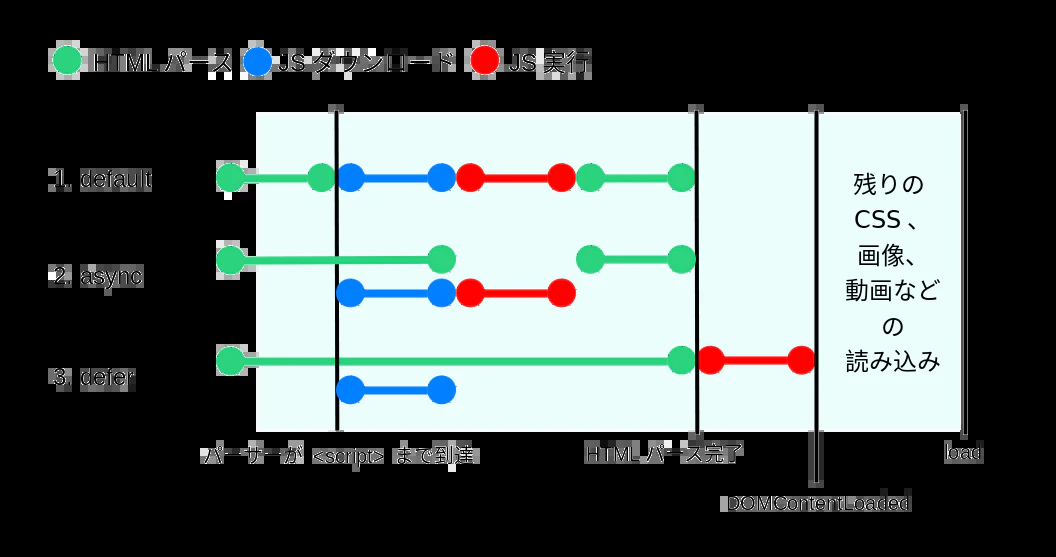 HTML パース JS ダウンロード JS 実行
1. default
2. async
3. defer
残りの
CSS 、
画像、
動画など
の
読み込み
パーサーが <script> まで到達
HTML パース完了
load
DOMContentLoaded